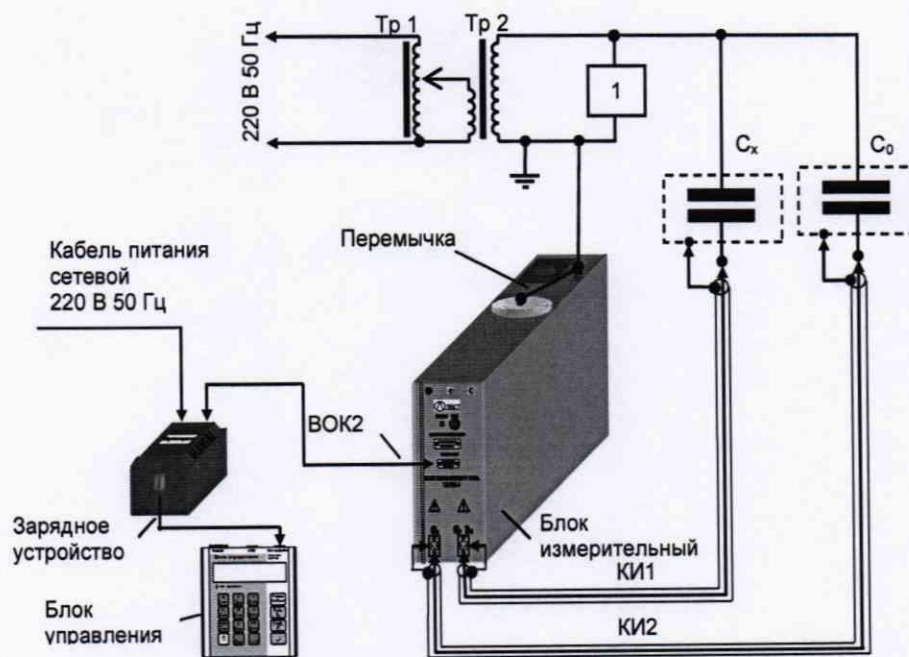 Тр 1
Тр 2
220 В 50 Гц
1
Cₓ
C₀
Перемычка
Кабель питания
сетевой
220 В 50 Гц
ВОК2
Зарядное
устройство
Блок
измерительный
КИ1
Блок
управления
КИ2